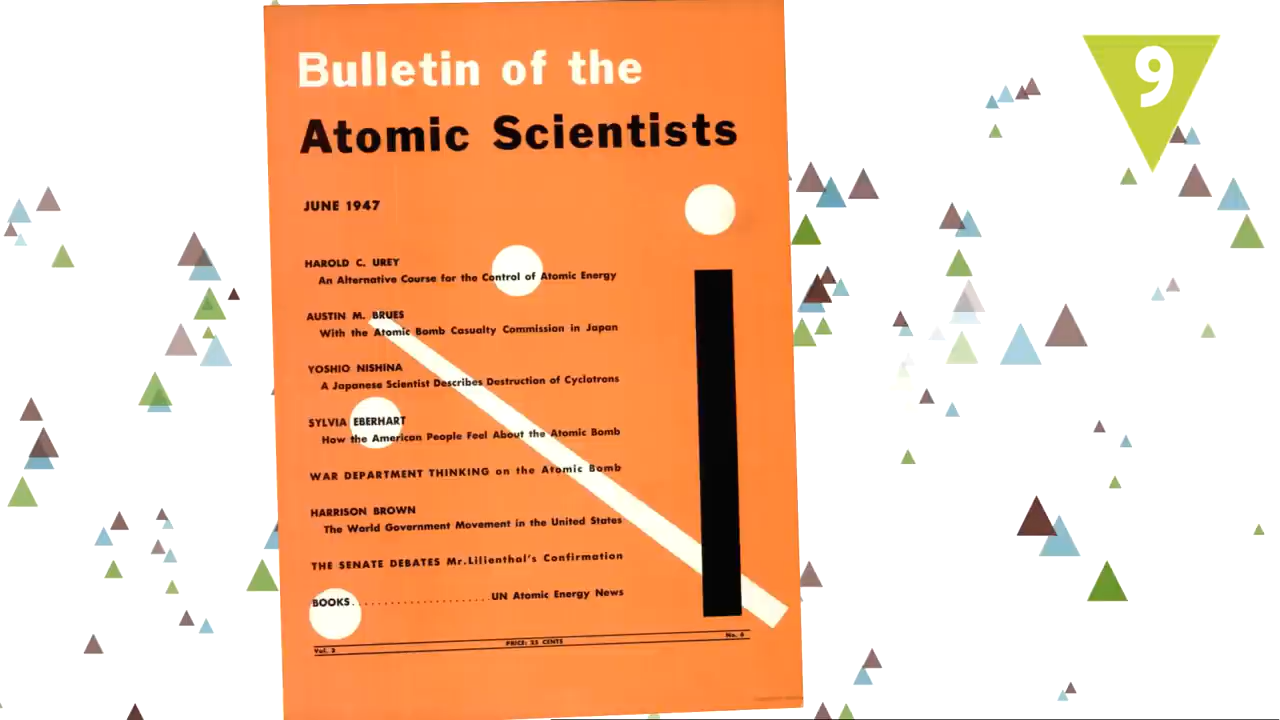 9
Bulletin of the
Atomic Scientists
JUNE 1947
HAROLD C. UREY
An Alternative Course for the Control of Atomic Energy
AUSTIN M. BRUES
With the Atomic Bomb Casualty Commission in Japan
YOSHIO NISHINA
A Japanese Scientist Describes Destruction of Cyclotrons
SYLVIA EBERHART
How the American People Feel About the Atomic Bomb
WAR DEPARTMENT THINKING on the Atomic Bomb
HARRISON BROWN
The World Government Movement in the United States
THE SENATE DEBATES Mr.Lilienthal's Confirmation
BOOKS......................UN Atomic Energy News
Vol. 3 PRICE: 25 CENTS No. 6